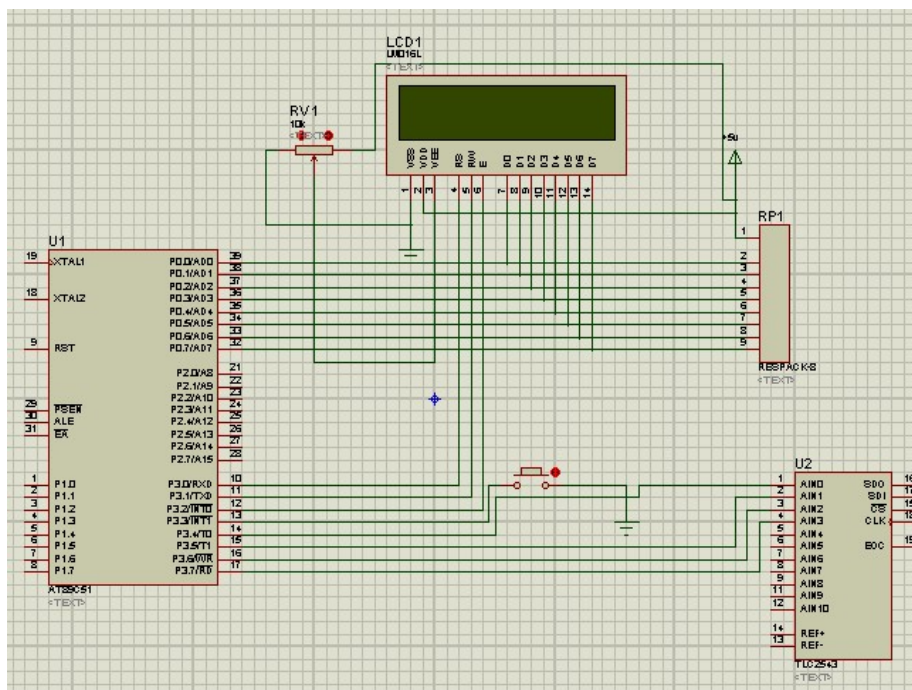 LCD1
LM016L
<TEXT>
RV1
10k
<TEXT>
VSS VDD VEE RS RW E D0 D1 D2 D3 D4 D5 D6 D7
1 2 3 4 5 6 7 8 9 10 11 12 13 14
RP1
1
2
3
4
5
6
7
8
9
RESPACK-8
<TEXT>
U1
19 XTAL1 P0.0/AD0 39
P0.1/AD1 38
P0.2/AD2 37
18 XTAL2 P0.3/AD3 36
P0.4/AD4 35
P0.5/AD5 34
P0.6/AD6 33
9 RST P0.7/AD7 32
P2.0/A8 21
P2.1/A9 22
P2.2/A10 23
29 PSEN P2.3/A11 24
30 ALE P2.4/A12 25
31 EA P2.5/A13 26
P2.6/A14 27
P2.7/A15 28
1 P1.0 P3.0/RXD 10
2 P1.1 P3.1/TXD 11
3 P1.2 P3.2/INT0 12
4 P1.3 P3.3/INT1 13
5 P1.4 P3.4/T0 14
6 P1.5 P3.5/T1 15
7 P1.6 P3.6/WR 16
8 P1.7 P3.7/RD 17
AT89C51
<TEXT>
U2
1 AIN0 SDO 16
2 AIN1 SDI
3 AIN2 CS 15
4 AIN3 CLK 18
5 AIN4
6 AIN5 EOC 19
7 AIN6
8 AIN7
9 AIN8
11 AIN9
12 AIN10
14 REF+
13 REF-
TLC2543
<TEXT>